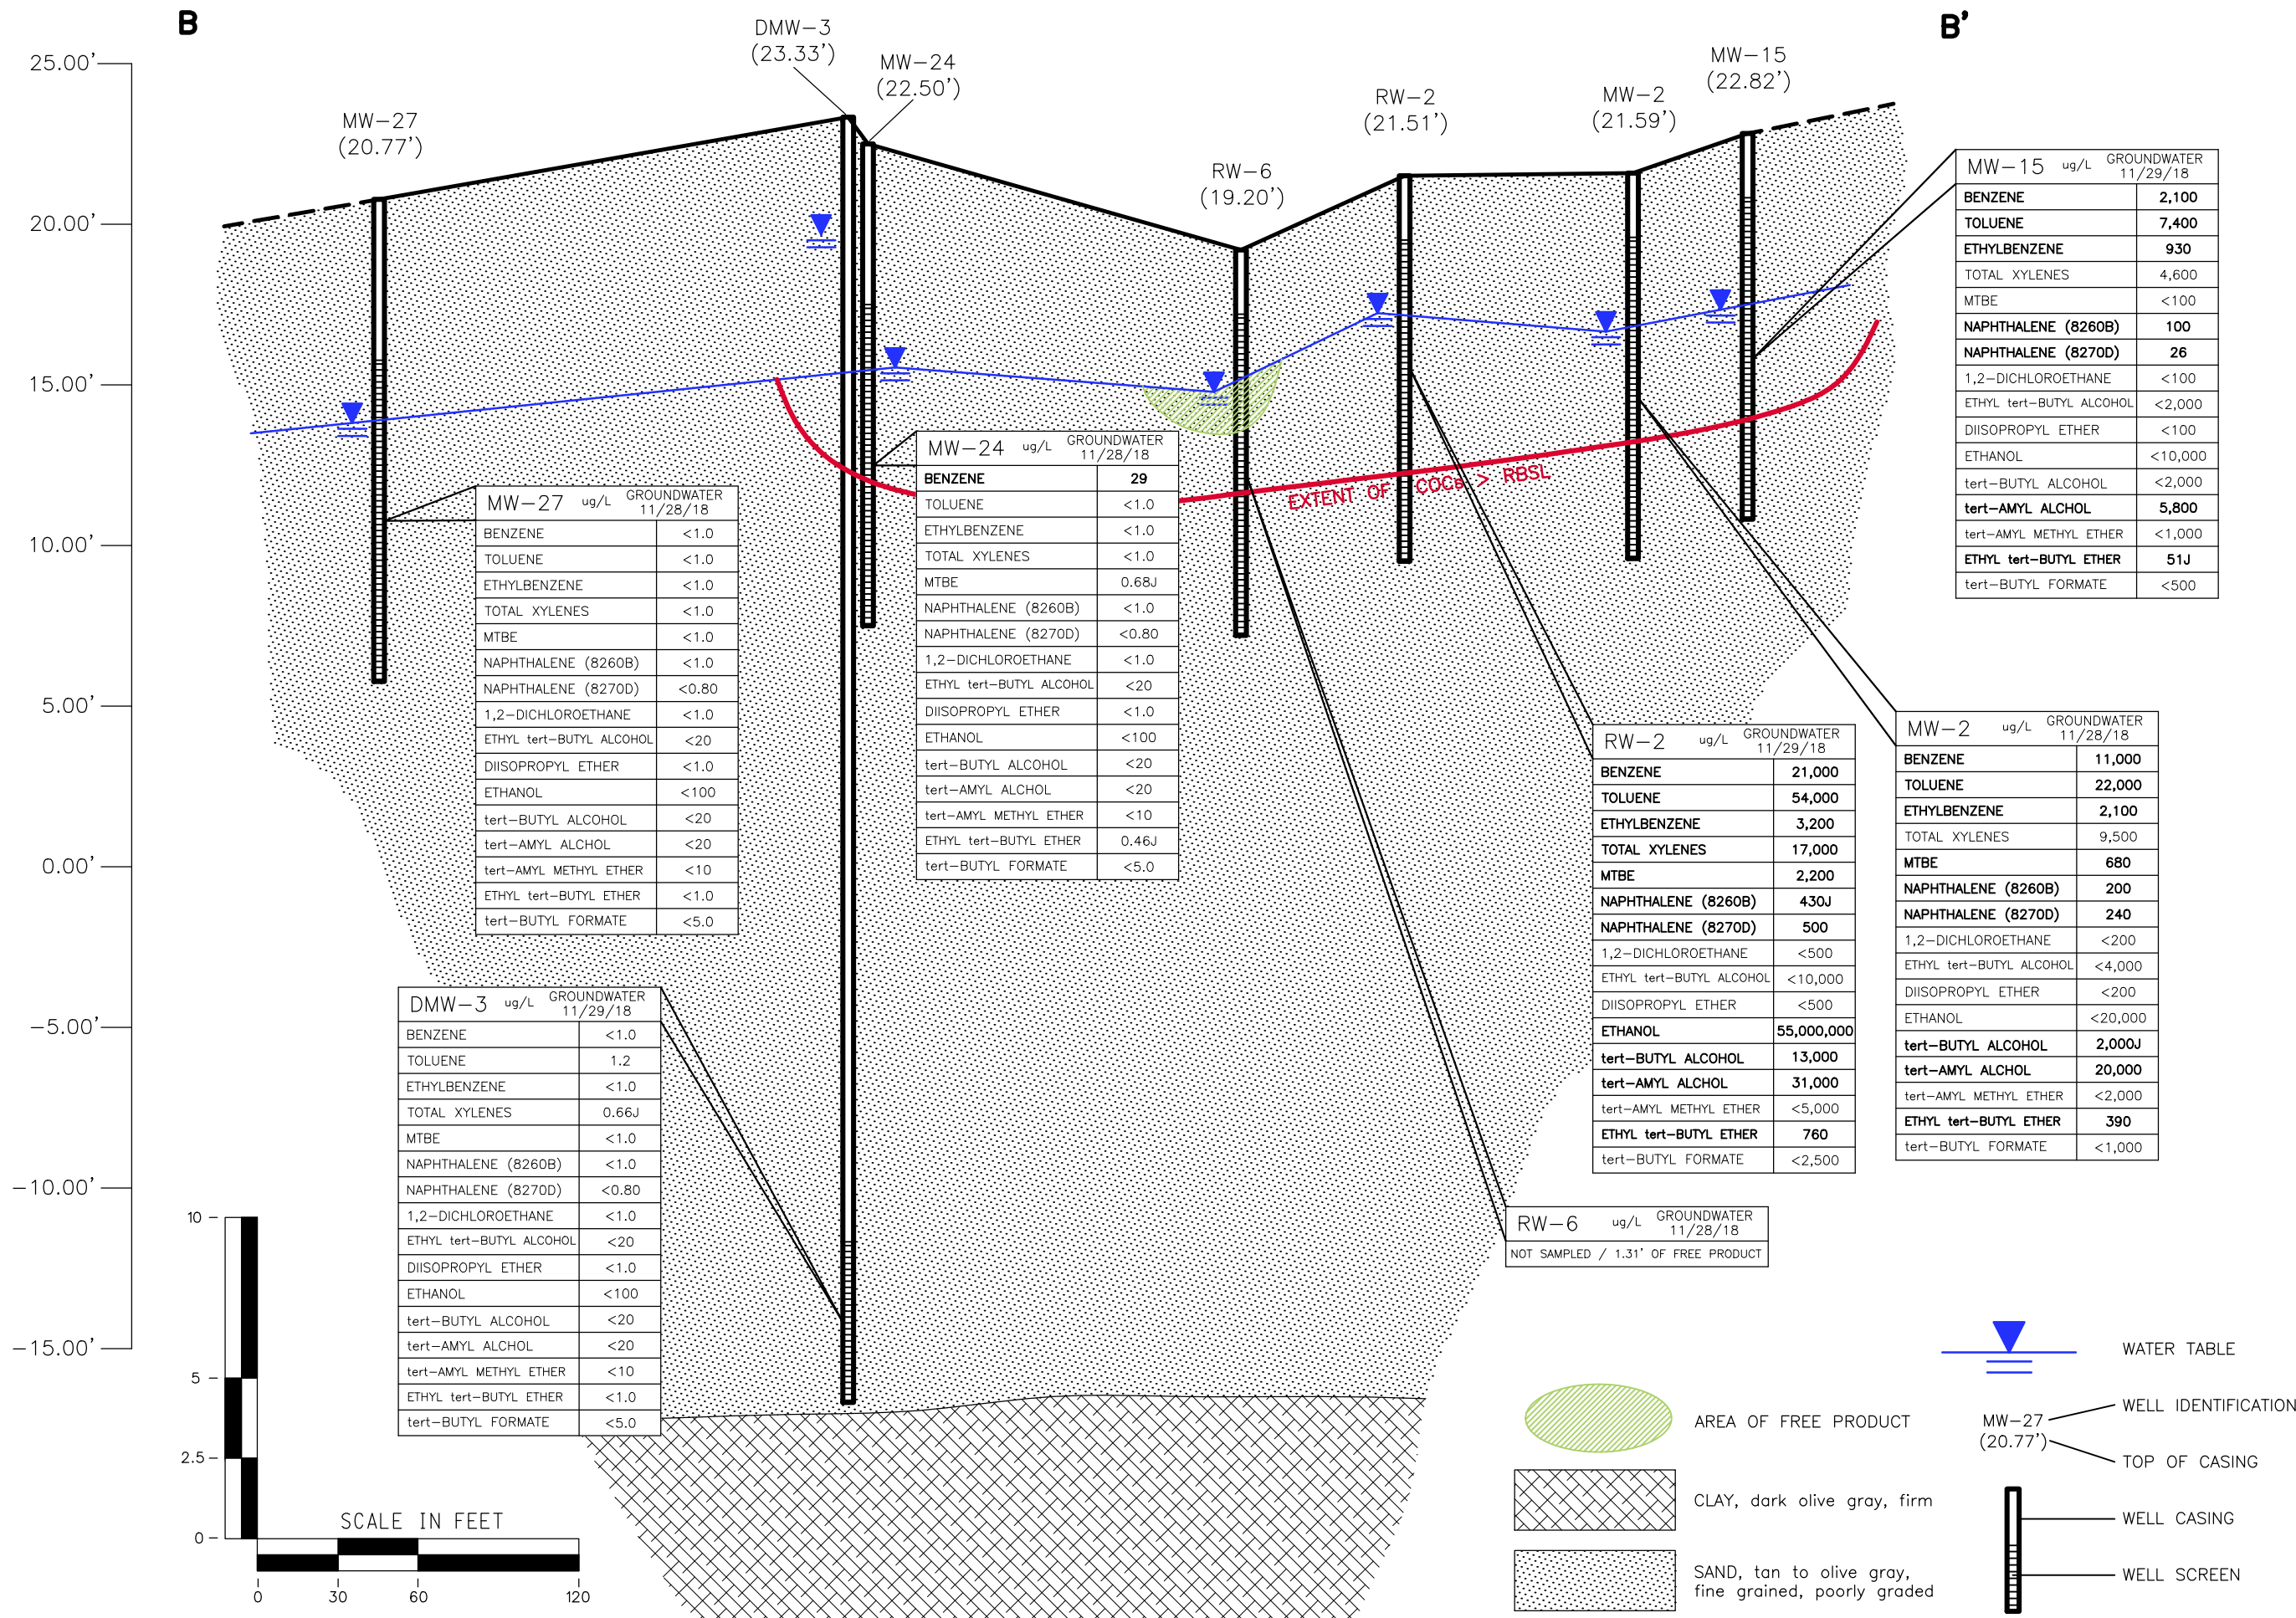 B
B'
25.00'
20.00'
15.00'
10.00'
5.00'
0.00'
−5.00'
−10.00'
−15.00'
MW−27
(20.77')
DMW−3
(23.33')
MW−24
(22.50')
RW−6
(19.20')
RW−2
(21.51')
MW−2
(21.59')
MW−15
(22.82')
EXTENT OF COCs > RBSL
MW−15 ug/L GROUNDWATER
11/29/18
BENZENE 2,100
TOLUENE 7,400
ETHYLBENZENE 930
TOTAL XYLENES 4,600
MTBE <100
NAPHTHALENE (8260B) 100
NAPHTHALENE (8270D) 26
1,2−DICHLOROETHANE <100
ETHYL tert−BUTYL ALCOHOL <2,000
DIISOPROPYL ETHER <100
ETHANOL <10,000
tert−BUTYL ALCOHOL <2,000
tert−AMYL ALCHOL 5,800
tert−AMYL METHYL ETHER <1,000
ETHYL tert−BUTYL ETHER 51J
tert−BUTYL FORMATE <500
MW−24 ug/L GROUNDWATER
11/28/18
BENZENE 29
TOLUENE <1.0
ETHYLBENZENE <1.0
TOTAL XYLENES <1.0
MTBE 0.68J
NAPHTHALENE (8260B) <1.0
NAPHTHALENE (8270D) <0.80
1,2−DICHLOROETHANE <1.0
ETHYL tert−BUTYL ALCOHOL <20
DIISOPROPYL ETHER <1.0
ETHANOL <100
tert−BUTYL ALCOHOL <20
tert−AMYL ALCHOL <20
tert−AMYL METHYL ETHER <10
ETHYL tert−BUTYL ETHER 0.46J
tert−BUTYL FORMATE <5.0
MW−27 ug/L GROUNDWATER
11/28/18
BENZENE <1.0
TOLUENE <1.0
ETHYLBENZENE <1.0
TOTAL XYLENES <1.0
MTBE <1.0
NAPHTHALENE (8260B) <1.0
NAPHTHALENE (8270D) <0.80
1,2−DICHLOROETHANE <1.0
ETHYL tert−BUTYL ALCOHOL <20
DIISOPROPYL ETHER <1.0
ETHANOL <100
tert−BUTYL ALCOHOL <20
tert−AMYL ALCHOL <20
tert−AMYL METHYL ETHER <10
ETHYL tert−BUTYL ETHER <1.0
tert−BUTYL FORMATE <5.0
RW−2 ug/L GROUNDWATER
11/29/18
BENZENE 21,000
TOLUENE 54,000
ETHYLBENZENE 3,200
TOTAL XYLENES 17,000
MTBE 2,200
NAPHTHALENE (8260B) 430J
NAPHTHALENE (8270D) 500
1,2−DICHLOROETHANE <500
ETHYL tert−BUTYL ALCOHOL <10,000
DIISOPROPYL ETHER <500
ETHANOL 55,000,000
tert−BUTYL ALCOHOL 13,000
tert−AMYL ALCHOL 31,000
tert−AMYL METHYL ETHER <5,000
ETHYL tert−BUTYL ETHER 760
tert−BUTYL FORMATE <2,500
MW−2 ug/L GROUNDWATER
11/28/18
BENZENE 11,000
TOLUENE 22,000
ETHYLBENZENE 2,100
TOTAL XYLENES 9,500
MTBE 680
NAPHTHALENE (8260B) 200
NAPHTHALENE (8270D) 240
1,2−DICHLOROETHANE <200
ETHYL tert−BUTYL ALCOHOL <4,000
DIISOPROPYL ETHER <200
ETHANOL <20,000
tert−BUTYL ALCOHOL 2,000J
tert−AMYL ALCHOL 20,000
tert−AMYL METHYL ETHER <2,000
ETHYL tert−BUTYL ETHER 390
tert−BUTYL FORMATE <1,000
DMW−3 ug/L GROUNDWATER
11/29/18
BENZENE <1.0
TOLUENE 1.2
ETHYLBENZENE <1.0
TOTAL XYLENES 0.66J
MTBE <1.0
NAPHTHALENE (8260B) <1.0
NAPHTHALENE (8270D) <0.80
1,2−DICHLOROETHANE <1.0
ETHYL tert−BUTYL ALCOHOL <20
DIISOPROPYL ETHER <1.0
ETHANOL <100
tert−BUTYL ALCOHOL <20
tert−AMYL ALCHOL <20
tert−AMYL METHYL ETHER <10
ETHYL tert−BUTYL ETHER <1.0
tert−BUTYL FORMATE <5.0
RW−6 ug/L GROUNDWATER
11/28/18
NOT SAMPLED / 1.31' OF FREE PRODUCT
10
5
2.5
0
SCALE IN FEET
0 30 60 120
AREA OF FREE PRODUCT
CLAY, dark olive gray, firm
SAND, tan to olive gray,
fine grained, poorly graded
WATER TABLE
MW−27
(20.77')
WELL IDENTIFICATION
TOP OF CASING
WELL CASING
WELL SCREEN